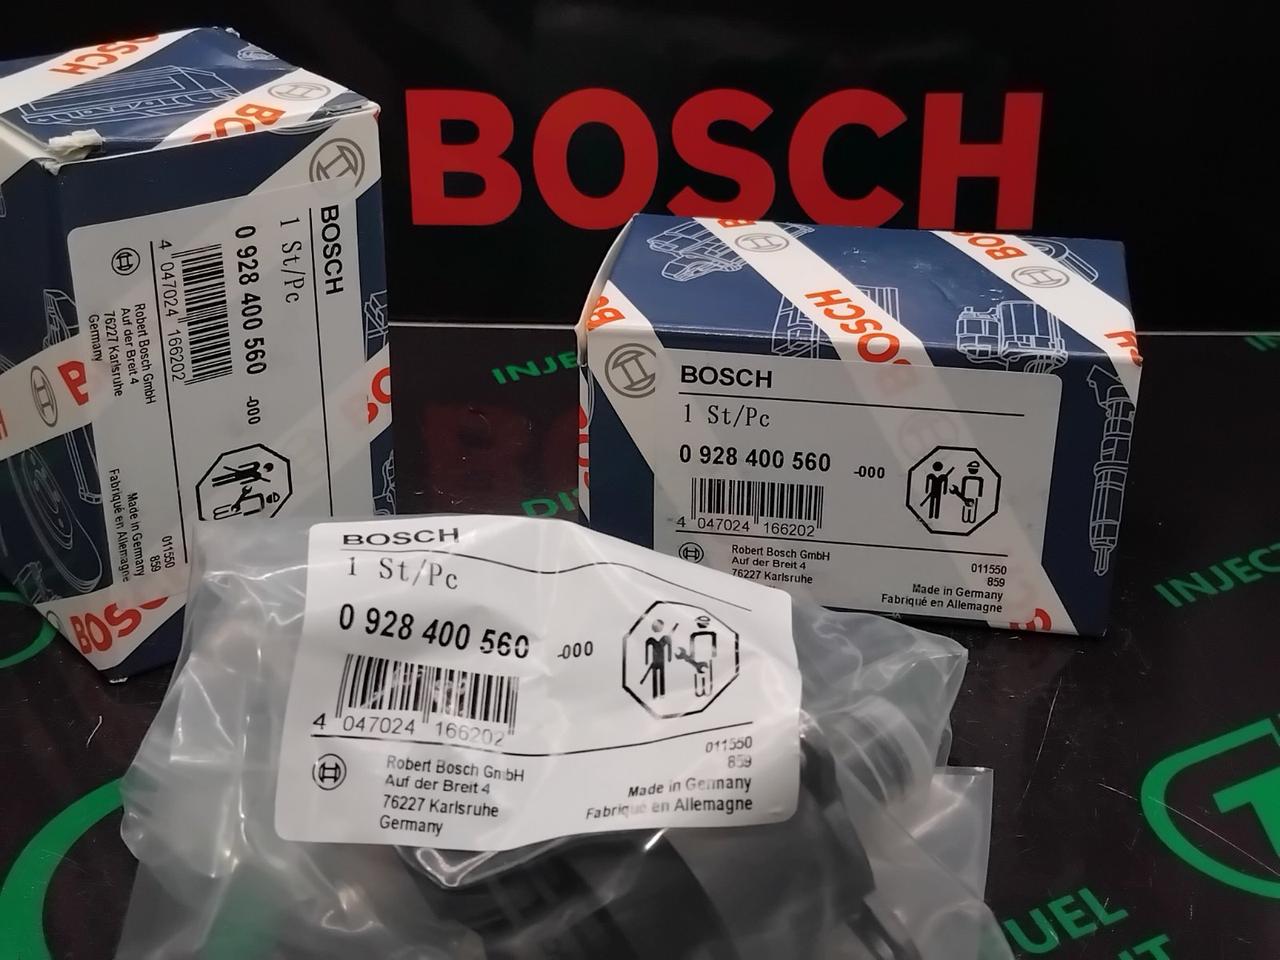 BOSCH
BOSCH
BOSCH
1 St/Pc
0 928 400 560 -000
4 047024 166202
Robert Bosch GmbH
Auf der Breit 4
76227 Karlsruhe
Germany
011550
859
Made in Germany
Fabriqué en Allemagne
BOSCH
BOSCH
BOSCH
1 St/Pc
0 928 400 560 -000
4 047024 166202
Robert Bosch GmbH
Auf der Breit 4
76227 Karlsruhe
011550
859
Made in Germany
Fabriqué en Allemagne
BOSCH
1 St/Pc
0 928 400 560 -000
4 047024 166202
Robert Bosch GmbH
Auf der Breit 4
76227 Karlsruhe
Germany
011550
859
Made in Germany
Fabriqué en Allemagne